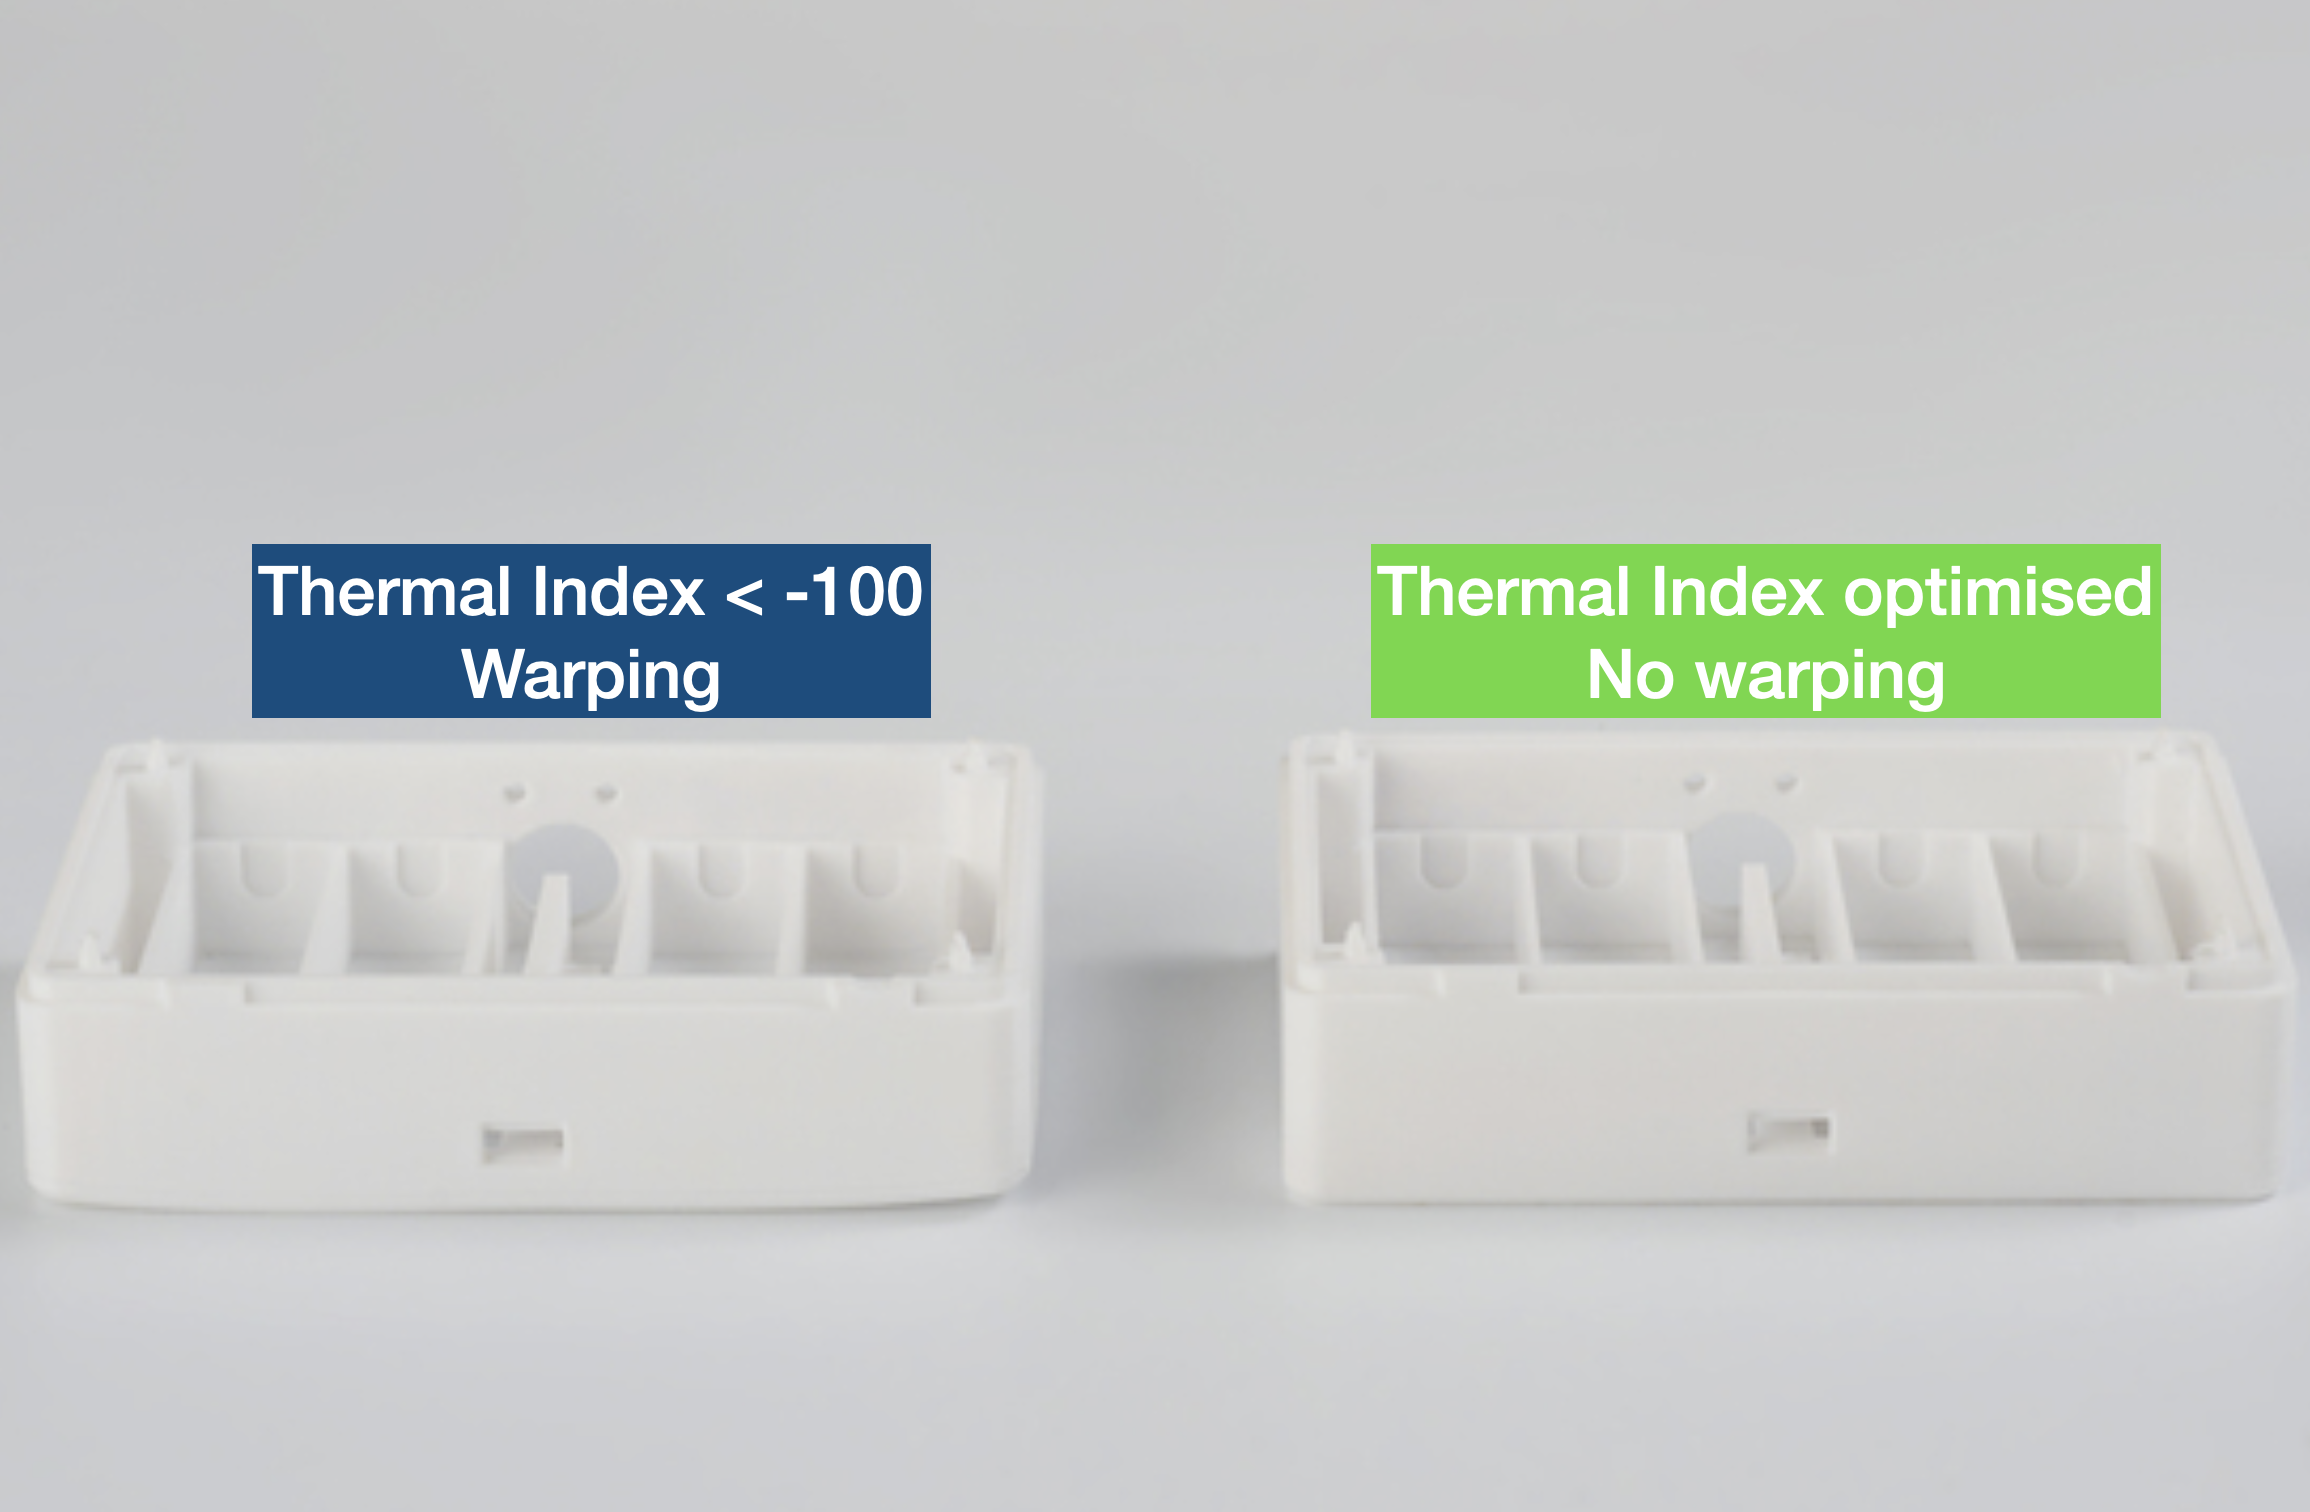 Thermal Index < -100
Warping
Thermal Index optimised
No warping